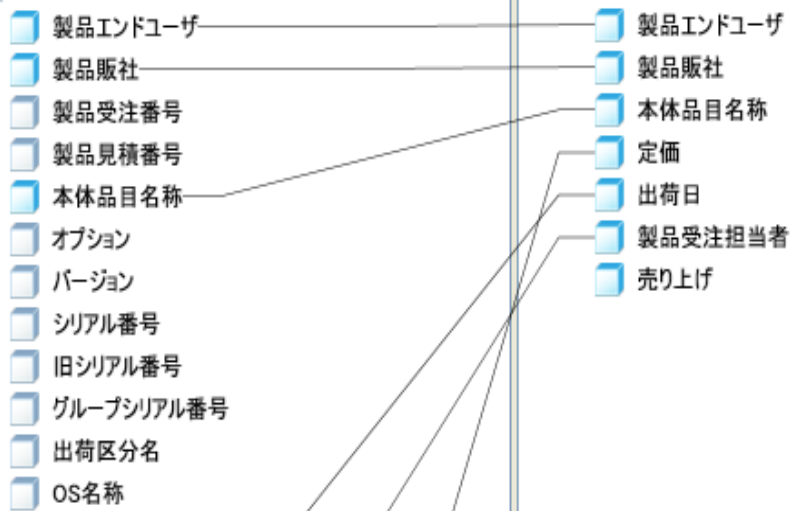 製品エンドユーザ
製品販社
製品受注番号
製品見積番号
本体品目名称
オプション
バージョン
シリアル番号
旧シリアル番号
グループシリアル番号
出荷区分名
OS名称
製品エンドユーザ
製品販社
本体品目名称
定価
出荷日
製品受注担当者
売り上げ